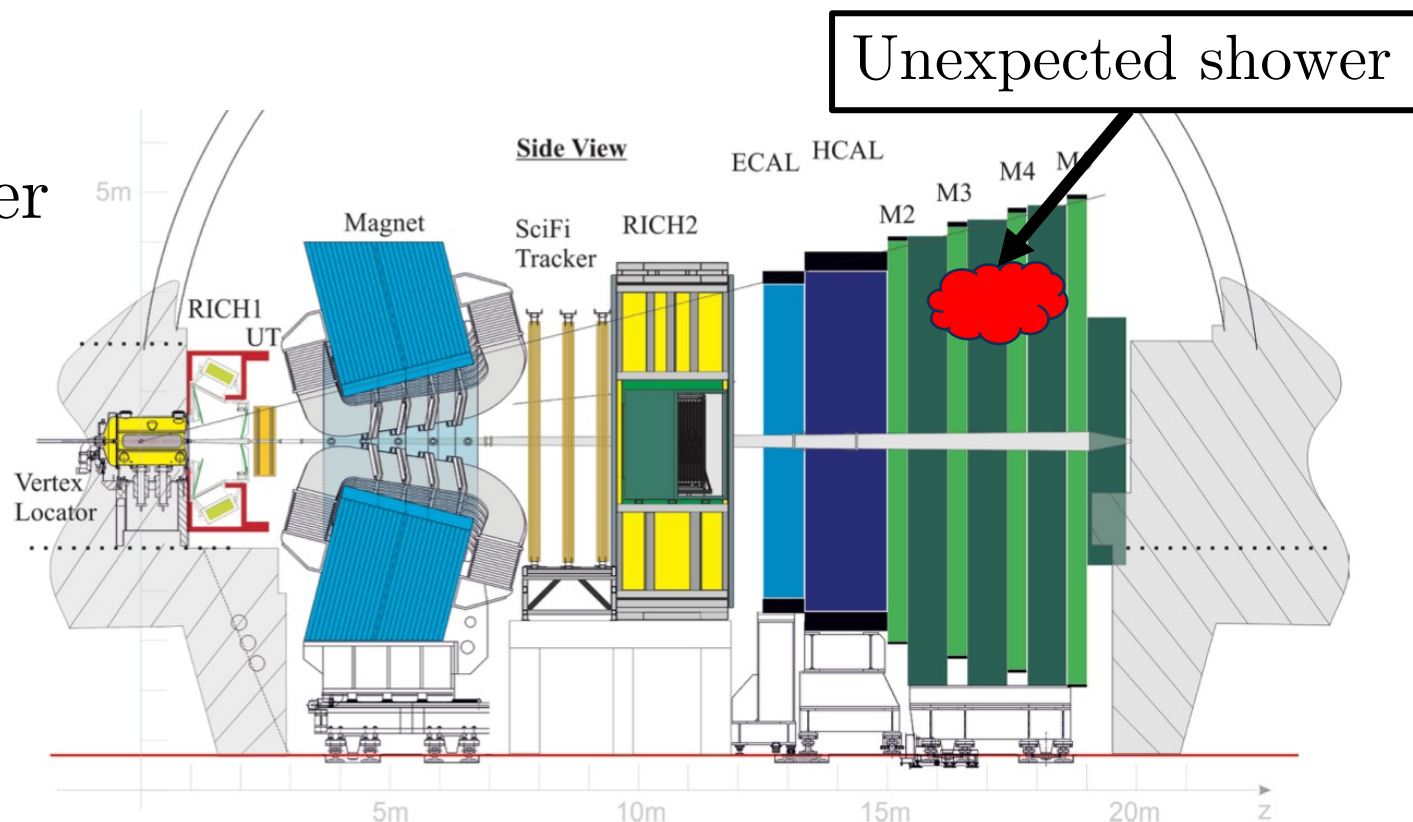 Unexpected shower
er
Side View
ECAL
HCAL
M4
M3
M2
5m
Magnet
SciFi
Tracker
RICH2
RICH1
UT
Vertex
Locator
5m
10m
15m
20m
z